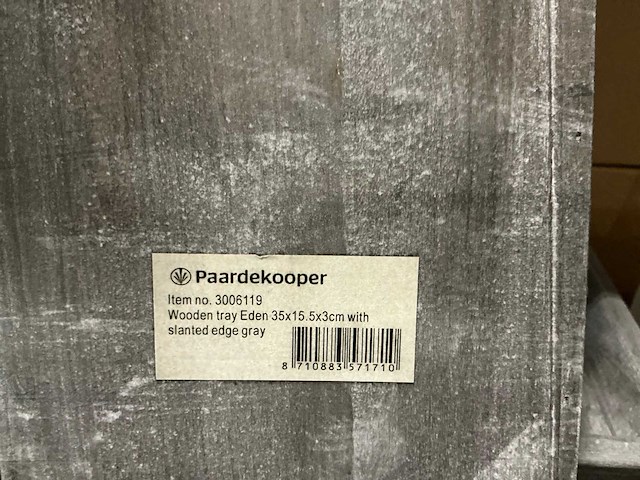 Paardekooper
Item no. 3006119
Wooden tray Eden 35x15.5x3cm with
slanted edge gray
8 710883 571710